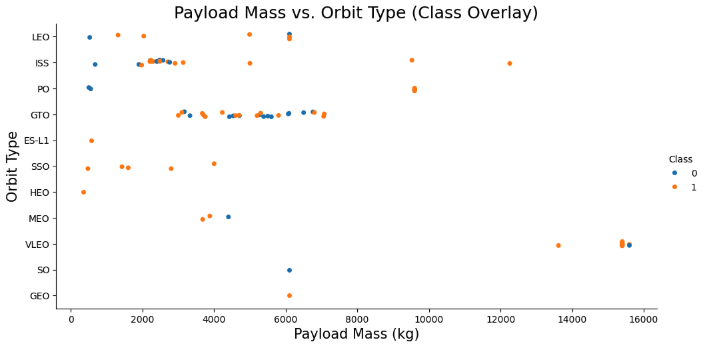 Payload Mass vs. Orbit Type (Class Overlay)
Orbit Type
LEO
ISS
PO
GTO
ES-L1
SSO
HEO
MEO
VLEO
SO
GEO
0 2000 4000 6000 8000 10000 12000 14000 16000
Payload Mass (kg)
Class
0
1